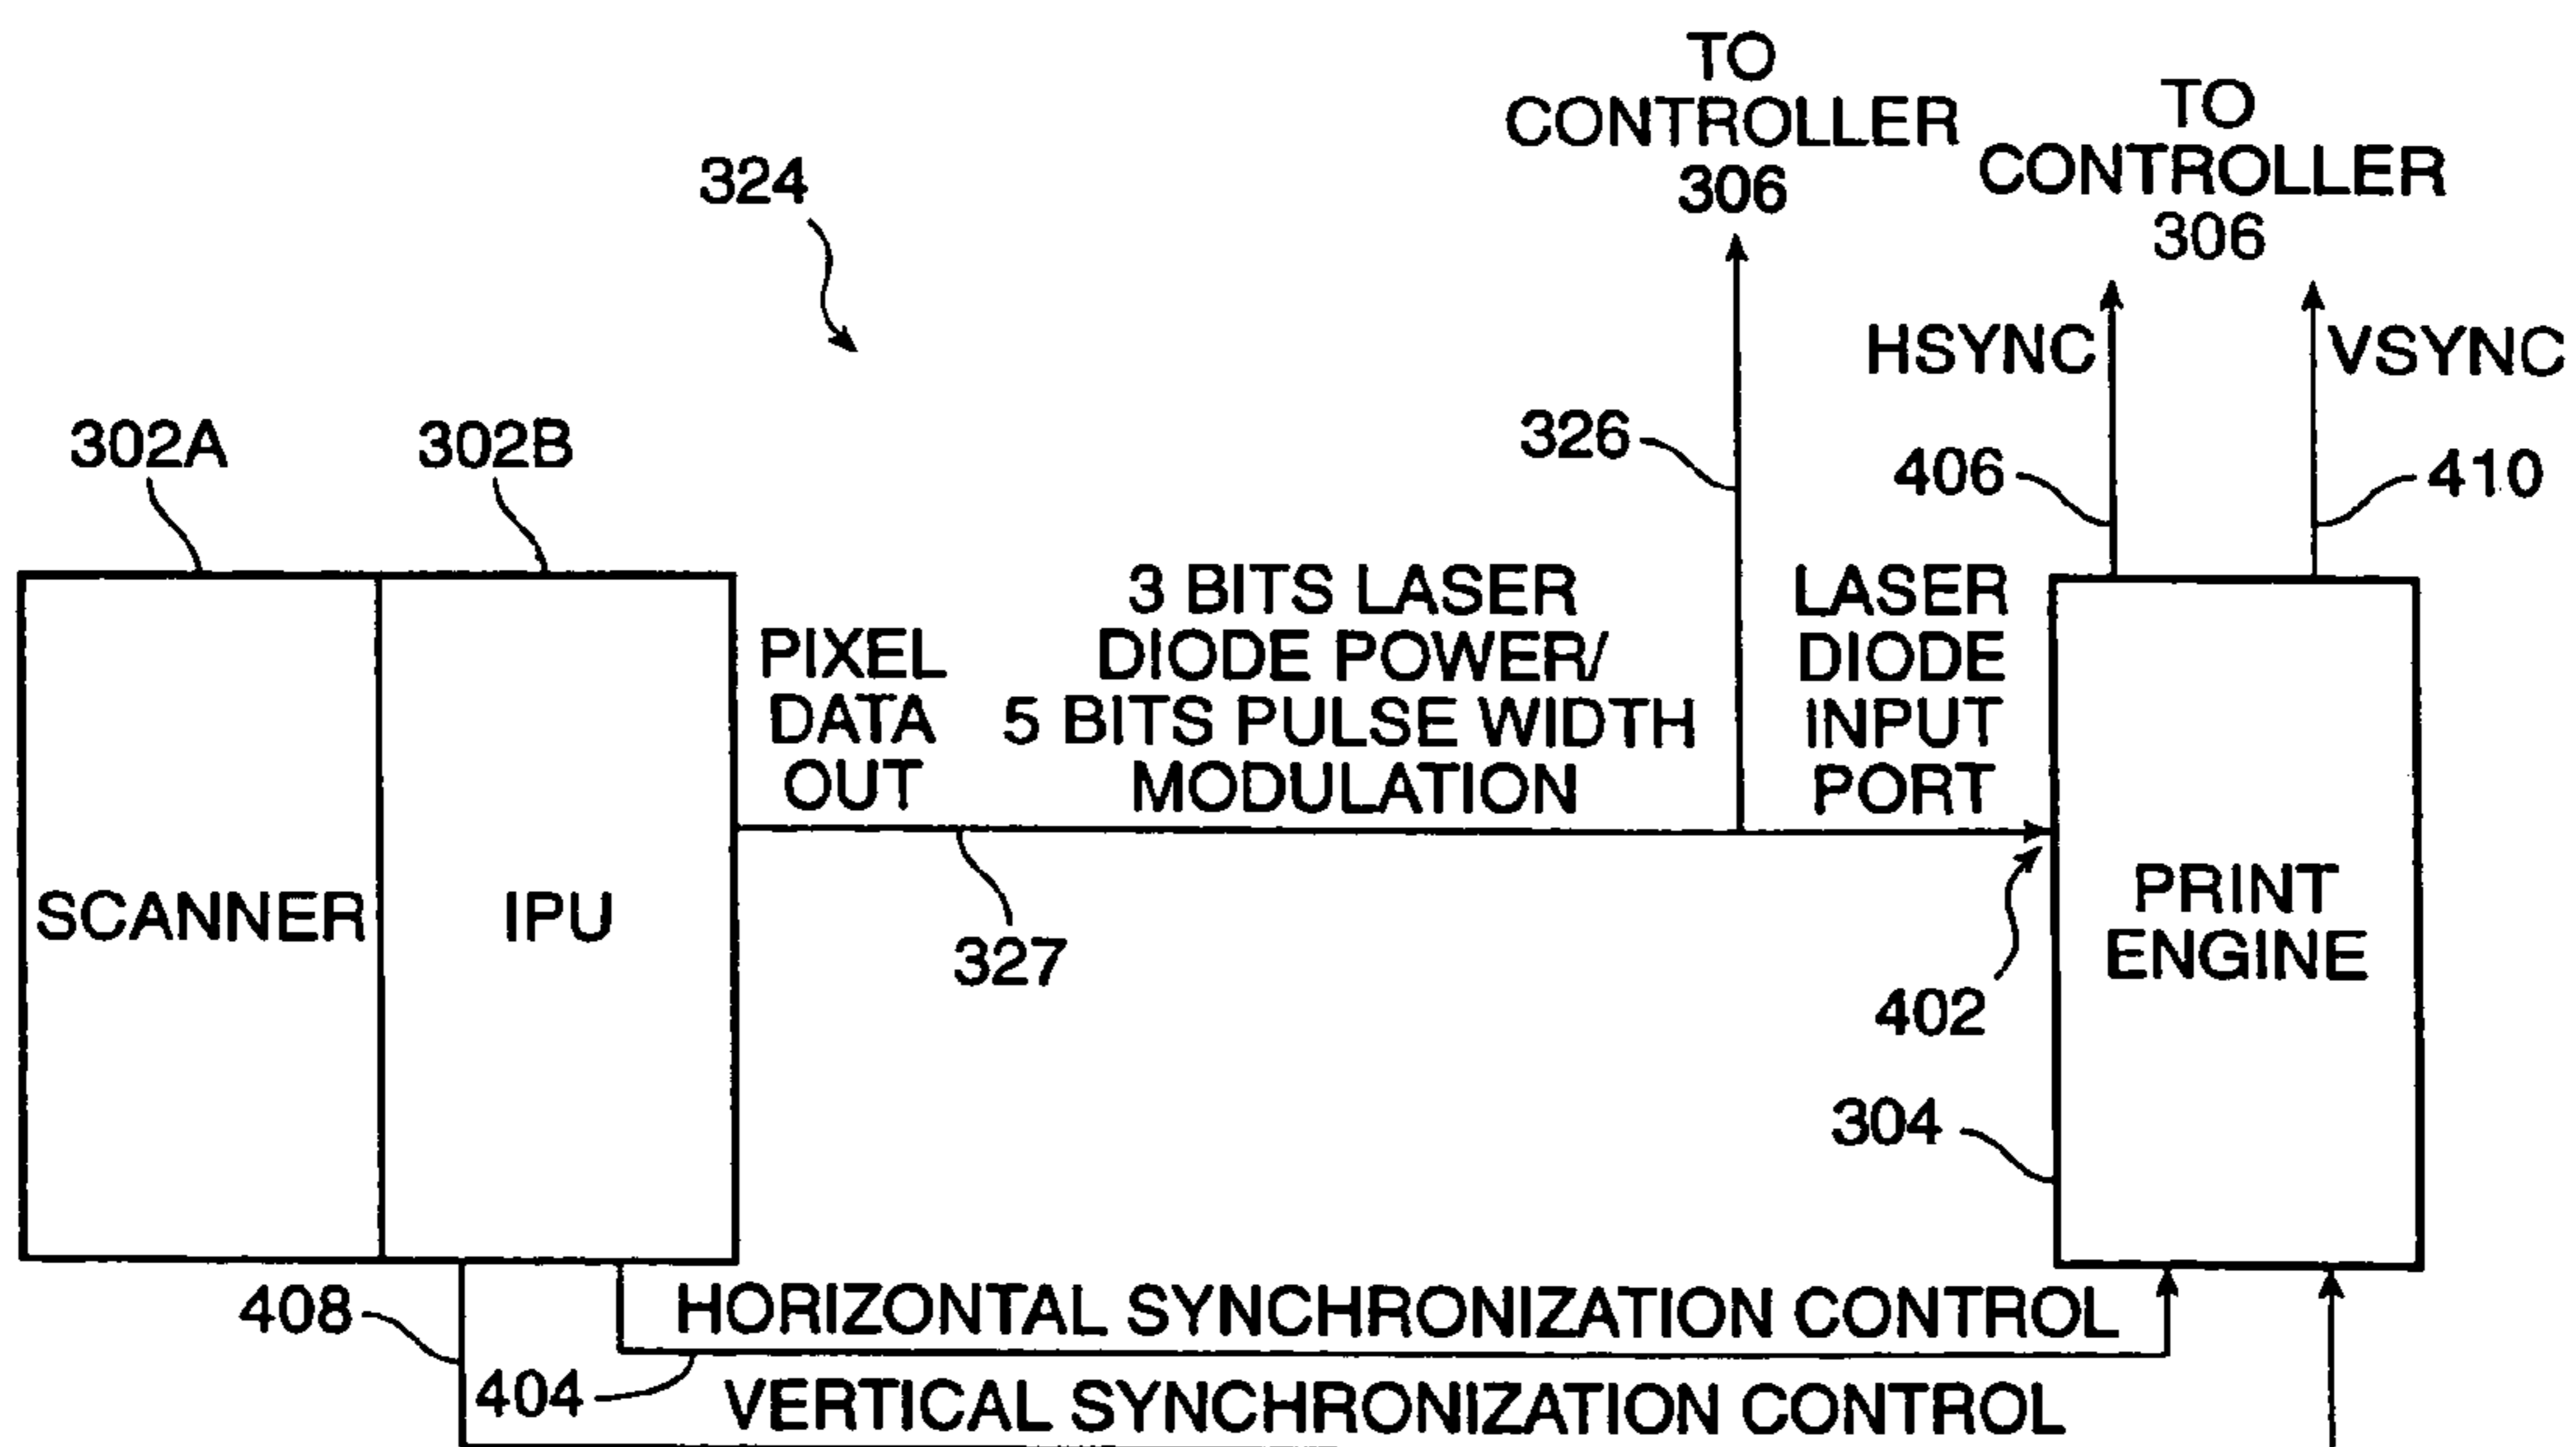 TO
CONTROLLER
306
TO
CONTROLLER
306
324
HSYNC
VSYNC
326
406
410
302A
302B
PIXEL
DATA
OUT
3 BITS LASER
DIODE POWER/
5 BITS PULSE WIDTH
MODULATION
LASER
DIODE
INPUT
PORT
SCANNER
IPU
327
402
PRINT
ENGINE
304
408
HORIZONTAL SYNCHRONIZATION CONTROL
404
VERTICAL SYNCHRONIZATION CONTROL